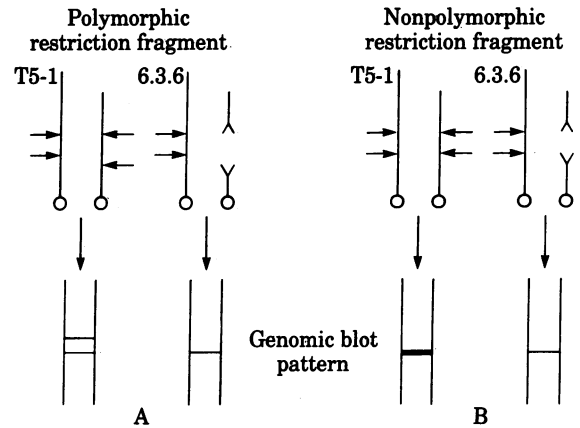 Polymorphic
restriction fragment
T5-1
6.3.6
Nonpolymorphic
restriction fragment
T5-1
6.3.6
Genomic blot
pattern
A
B